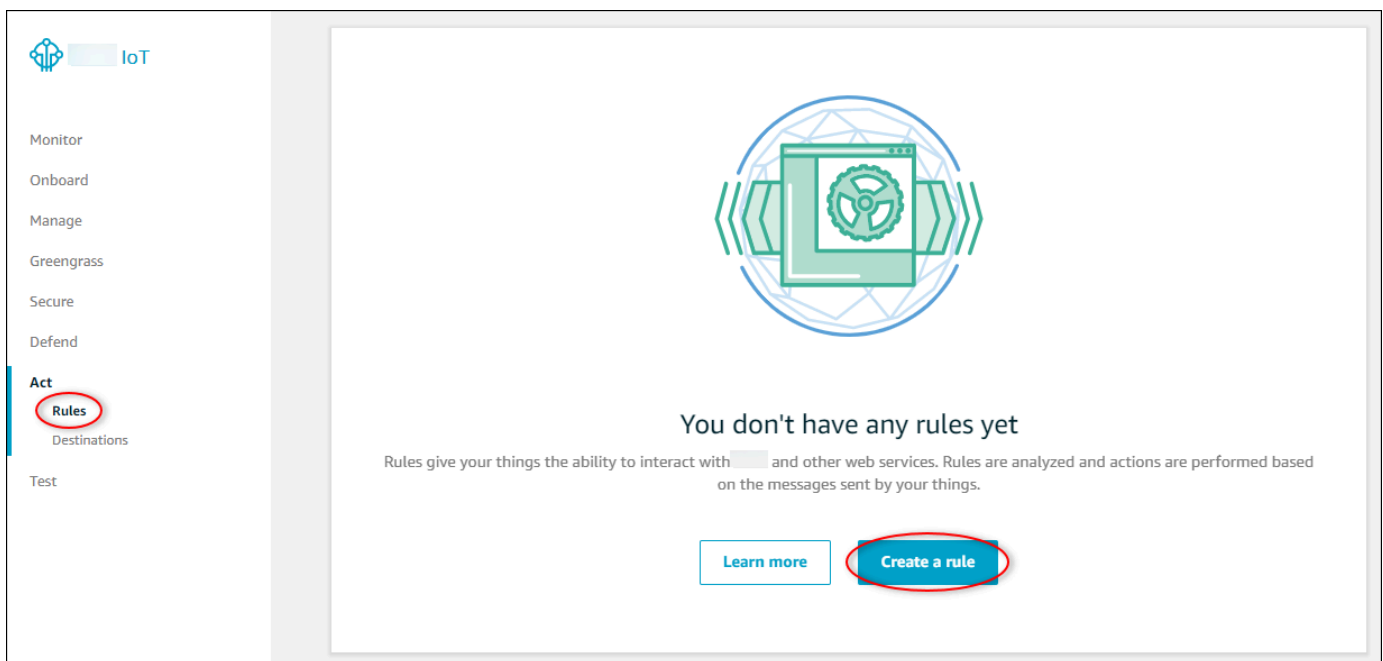 IoT
Monitor
Onboard
Manage
Greengrass
Secure
Defend
Act
Rules
Destinations
Test
You don't have any rules yet
Rules give your things the ability to interact with and other web services. Rules are analyzed and actions are performed based
on the messages sent by your things.
Learn more
Create a rule